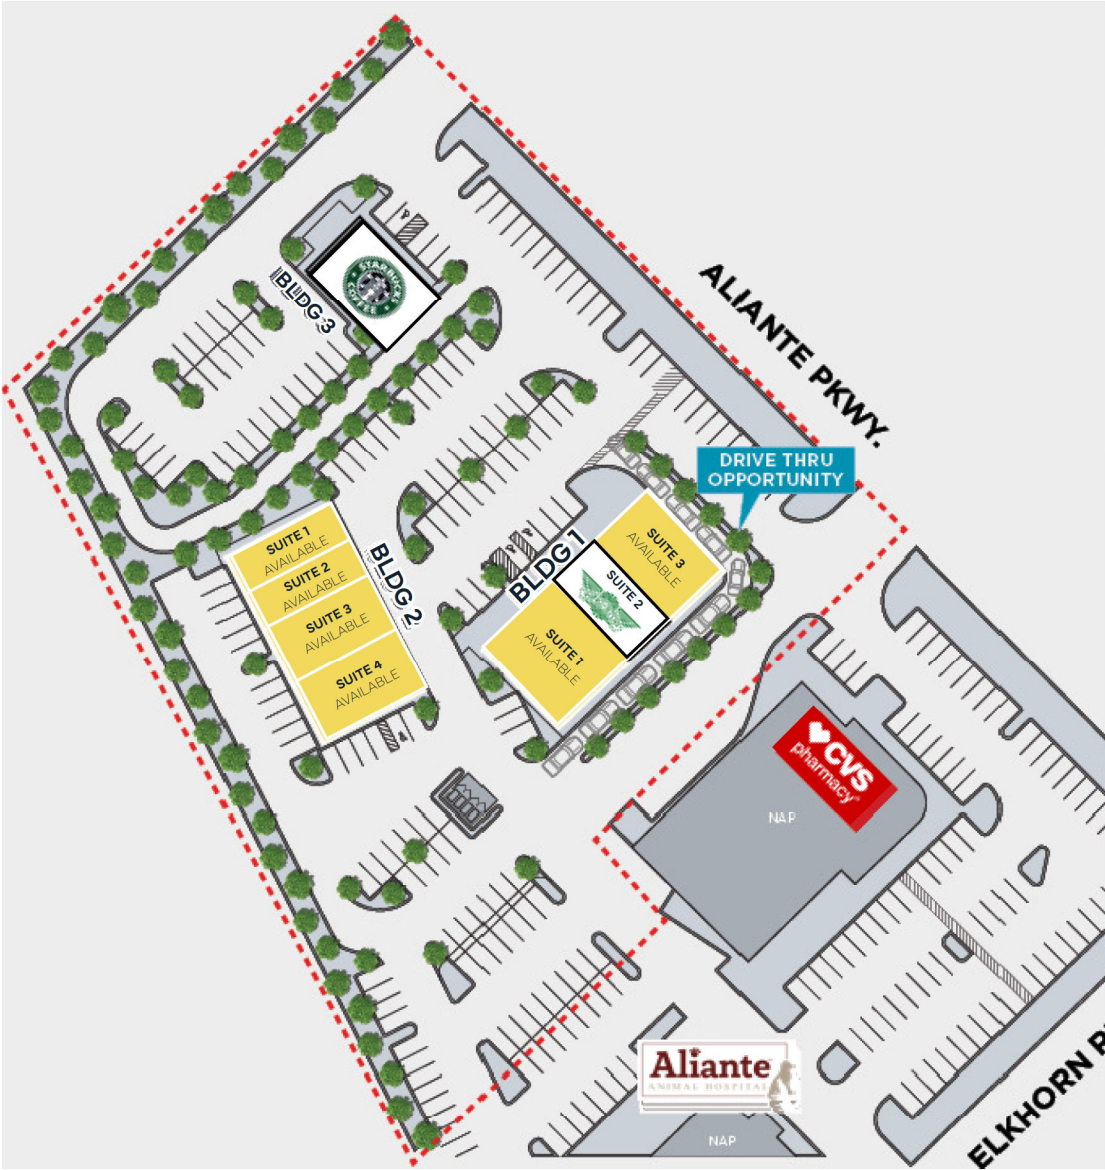 STARBUCKS
COFFEE
BLDG 3
ALIANTE PKWY.
DRIVE THRU
OPPORTUNITY
SUITE 1
AVAILABLE
SUITE 2
AVAILABLE
SUITE 3
AVAILABLE
SUITE 4
AVAILABLE
BLDG 2
BLDG 1
SUITE 3
AVAILABLE
SUITE 2
SUITE 1
AVAILABLE
CVS
pharmacy
NAP
Aliante
ANIMAL HOSPITAL
NAP
ELKHORN